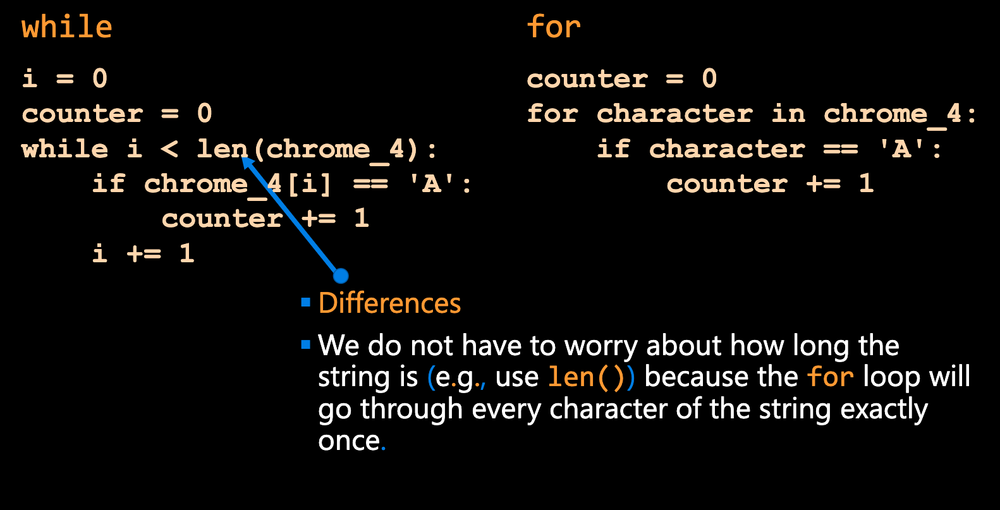 while
i = 0
counter = 0
while i < len(chrome_4):
    if chrome_4[i] == 'A':
        counter += 1
    i += 1
for
counter = 0
for character in chrome_4:
    if character == 'A':
        counter += 1
▪ Differences
▪ We do not have to worry about how long the
string is (e.g., use len()) because the for loop will
go through every character of the string exactly
once.